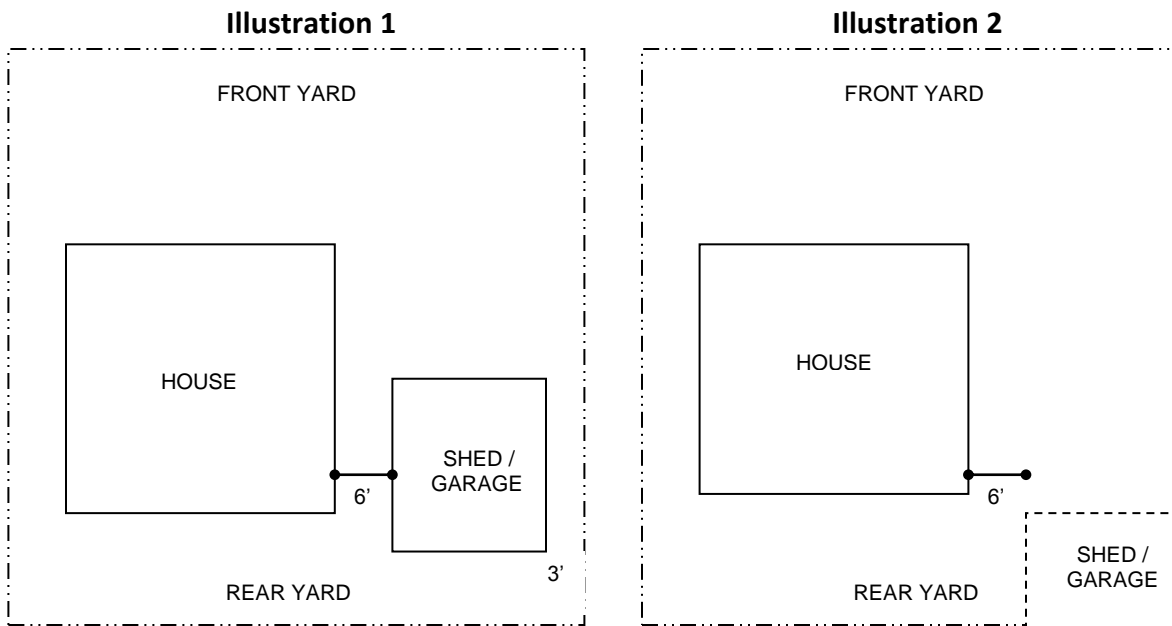 Illustration 1
FRONT YARD
HOUSE
SHED /
GARAGE
6’
3’
REAR YARD
Illustration 2
FRONT YARD
HOUSE
6’
SHED /
GARAGE
REAR YARD